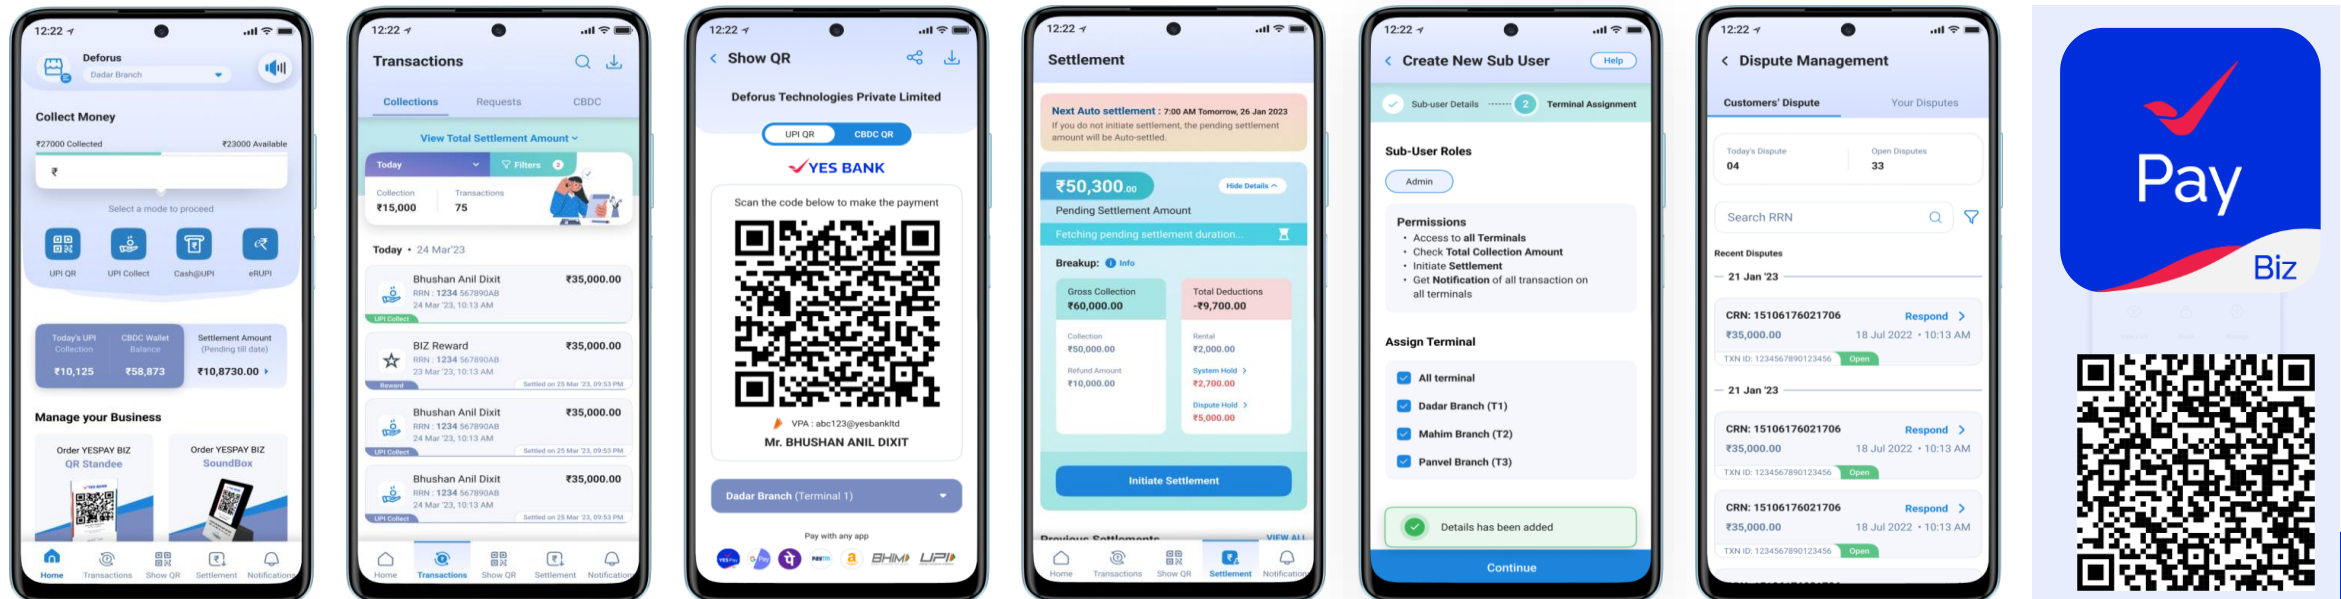 12:22
Deforus
Dadar Branch
Collect Money
₹27000 Collected
₹23000 Available
₹
Select a mode to proceed
UPI QR
UPI Collect
Cash@UPI
eRUPI
Today's UPI Collection
₹10,125
CBDC Wallet Balance
₹58,873
Settlement Amount
(Pending till date)
₹10,8730.00
Manage your Business
Order YESPAY BIZ
QR Standee
Order YESPAY BIZ
SoundBox
Home
Transactions
Show QR
Settlement
Notifications
12:22
Transactions
Collections
Requests
CBDC
View Total Settlement Amount
Today
Filters
2
Collection
₹15,000
Transactions
75
Today • 24 Mar'23
Bhushan Anil Dixit
₹35,000.00
RRN : 1234 567890AB
24 Mar '23, 10:13 AM
UPI Collect
BIZ Reward
₹35,000.00
RRN : 1234 567890AB
23 Mar '23, 10:13 AM
Reward
Settled on 25 Mar '23, 09:53 PM
Bhushan Anil Dixit
₹35,000.00
RRN : 1234 567890AB
24 Mar '23, 10:13 AM
UPI Collect
Settled on 25 Mar '23, 09:53 PM
Bhushan Anil Dixit
₹35,000.00
RRN : 1234 567890AB
24 Mar '23, 10:13 AM
UPI Collect
Settled on 25 Mar '23, 09:53 PM
Home
Transactions
Show QR
Settlement
Notification
12:22
Show QR
Deforus Technologies Private Limited
UPI QR
CBDC QR
YES BANK
Scan the code below to make the payment
VPA : abc123@yesbankltd
Mr. BHUSHAN ANIL DIXIT
Dadar Branch (Terminal 1)
Pay with any app
G Pay
Paytm
BHIM
UPI
12:22
Settlement
Next Auto settlement : 7:00 AM Tomorrow, 26 Jan 2023
If you do not initiate settlement, the pending settlement
amount will be Auto-settled.
₹50,300.00
Hide Details
Pending Settlement Amount
Fetching pending settlement duration...
Breakup:
Info
Gross Collection
₹60,000.00
Total Deductions
-₹9,700.00
Collection
₹50,000.00
Rental
₹2,000.00
Refund Amount
₹10,000.00
System Hold
₹2,700.00
Dispute Hold
₹5,000.00
Initiate Settlement
Previous Settlements
VIEW ALL
Home
Transactions
Show QR
Settlement
Notification
12:22
Create New Sub User
Help
Sub-user Details
2
Terminal Assignment
Sub-User Roles
Admin
Permissions
• Access to all Terminals
• Check Total Collection Amount
• Initiate Settlement
• Get Notification of all transaction on
all terminals
Assign Terminal
All terminal
Dadar Branch (T1)
Mahim Branch (T2)
Panvel Branch (T3)
Details has been added
Continue
12:22
Dispute Management
Customers' Dispute
Your Disputes
Today's Dispute
04
Open Disputes
33
Search RRN
Recent Disputes
21 Jan '23
CRN: 15106176021706
Respond
₹35,000.00
18 Jul 2022 • 10:13 AM
TXN ID: 1234567890123456
Open
21 Jan '23
CRN: 15106176021706
Respond
₹35,000.00
18 Jul 2022 • 10:13 AM
TXN ID: 1234567890123456
Open
CRN: 15106176021706
Respond
₹35,000.00
18 Jul 2022 • 10:13 AM
TXN ID: 1234567890123456
Open
Pay
Biz